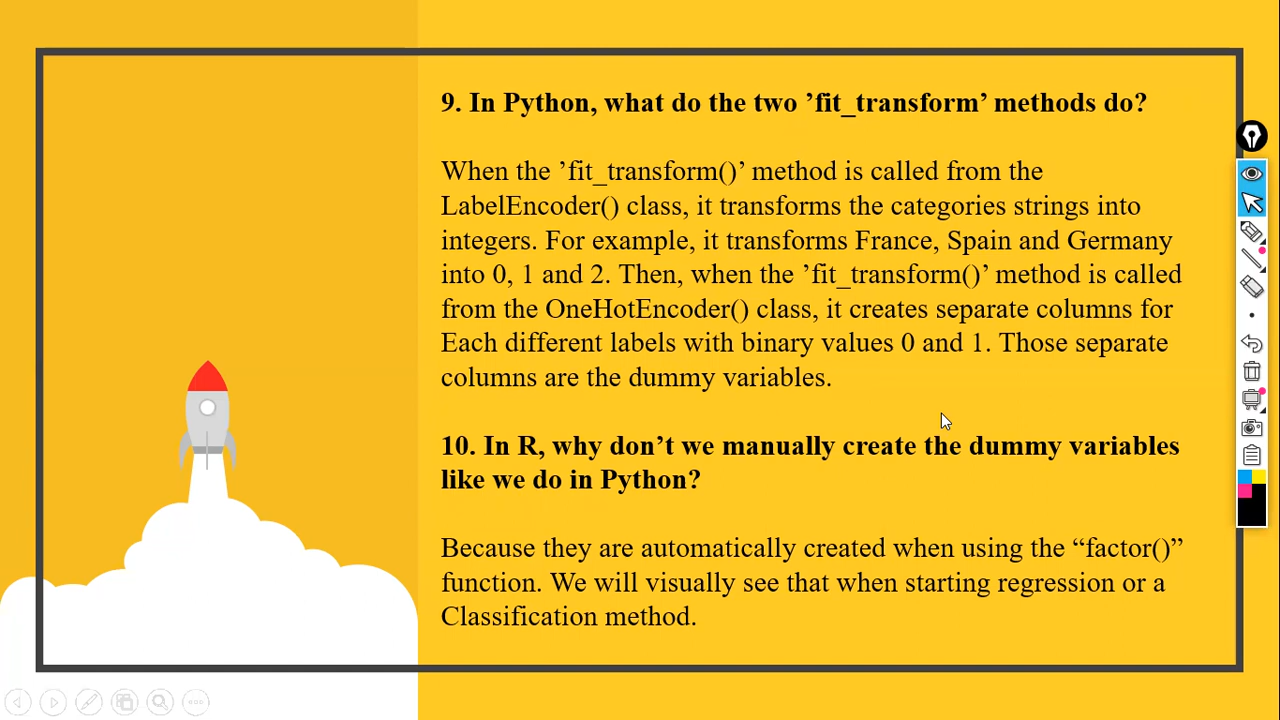 9. In Python, what do the two ’fit_transform’ methods do?
When the ’fit_transform()’ method is called from the
LabelEncoder() class, it transforms the categories strings into
integers. For example, it transforms France, Spain and Germany
into 0, 1 and 2. Then, when the ’fit_transform()’ method is called
from the OneHotEncoder() class, it creates separate columns for
Each different labels with binary values 0 and 1. Those separate
columns are the dummy variables.
10. In R, why don’t we manually create the dummy variables
like we do in Python?
Because they are automatically created when using the “factor()”
function. We will visually see that when starting regression or a
Classification method.